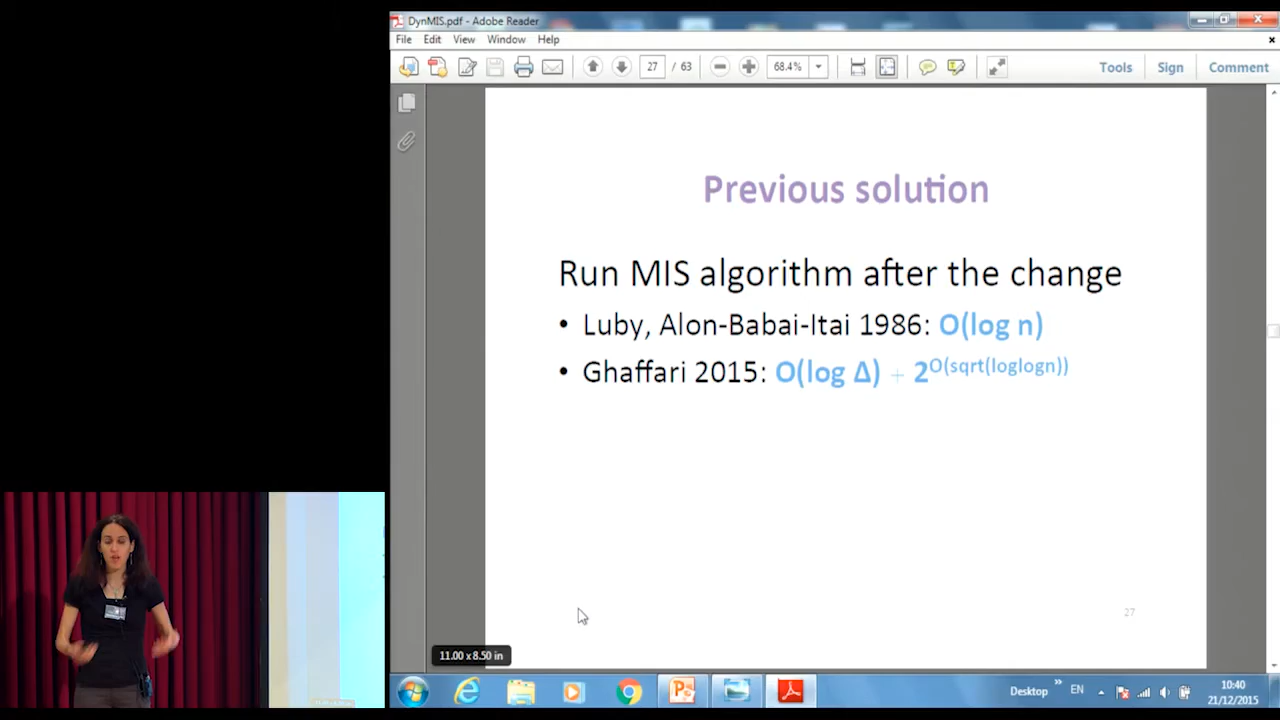 DynMIS.pdf - Adobe Reader
File Edit View Window Help
27 / 63 68.4% Tools Sign Comment
Previous solution
Run MIS algorithm after the change
• Luby, Alon-Babai-Itai 1986: O(log n)
• Ghaffari 2015: O(log Δ) + 2^O(sqrt(loglogn))
27
11.00 x 8.50 in
Desktop » EN 10:40
21/12/2015